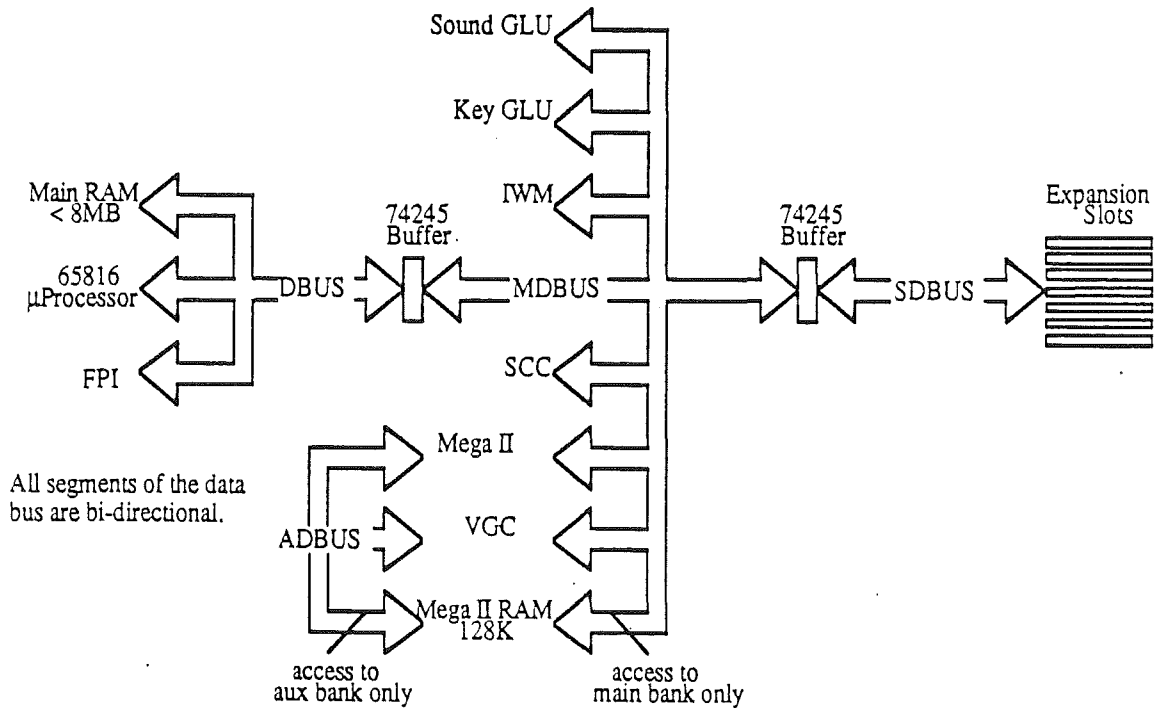 Sound GLU
Key GLU
IWM
Main RAM
< 8MB
65816
µProcessor
FPI
DBUS
74245
Buffer
MDBUS
74245
Buffer
SDBUS
Expansion
Slots
SCC
Mega II
VGC
Mega II RAM
128K
ADBUS
All segments of the data
bus are bi-directional.
access to
aux bank only
access to
main bank only